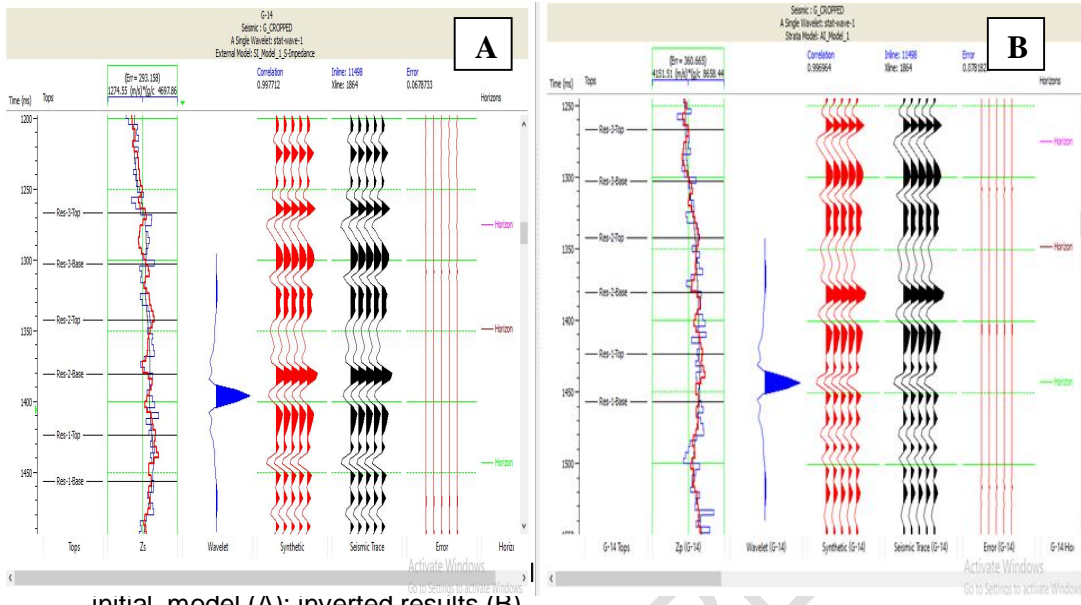 G-14
Seismic : G_CROPPED
A Single Wavelet: stat-wave-1
External Model: SI_Model_1_S-Impedance
A
(Err = 293.158)
1274.55 (m/s)*(g/c 4697.86
Correlation
0.997712
Inline: 11498
Xline: 1864
Error
0.0678733
Time (ms)
Tops
Horizons
1200
1250
1300
1350
1400
1450
Res-3-Top
Res-3-Base
Res-2-Top
Res-2-Base
Res-1-Top
Res-1-Base
Horizon
Horizon
Horizon
Tops
Zs
Wavelet
Synthetic
Seismic Trace
Error
Horiz
Activate Windows
Go to Settings to activate Windows.
Seismic: G_CROPPED
A Single Wavelet: stat-wave-1
Strata Model: AI_Model_1
B
(Err = 360.665)
4151.51 (m/s)*(g/c 8658.44
Correlation
0.996964
Inline: 11498
Xline: 1864
Error
Time (ms)
Tops
Horizons
1250
1300
1350
1400
1450
1500
Res-3-Top
Res-3-Base
Res-2-Top
Res-2-Base
Res-1-Top
Res-1-Base
Horizon
Horizon
Horizon
G-14 Tops
Zp (G-14)
Wavelet (G-14)
Synthetic (G-14)
Seismic Trace (G-14)
Error (G-14)
G-14 Hor
Activate Windows
Go to Settings to activate Windows
initial model (A); inverted results (B)